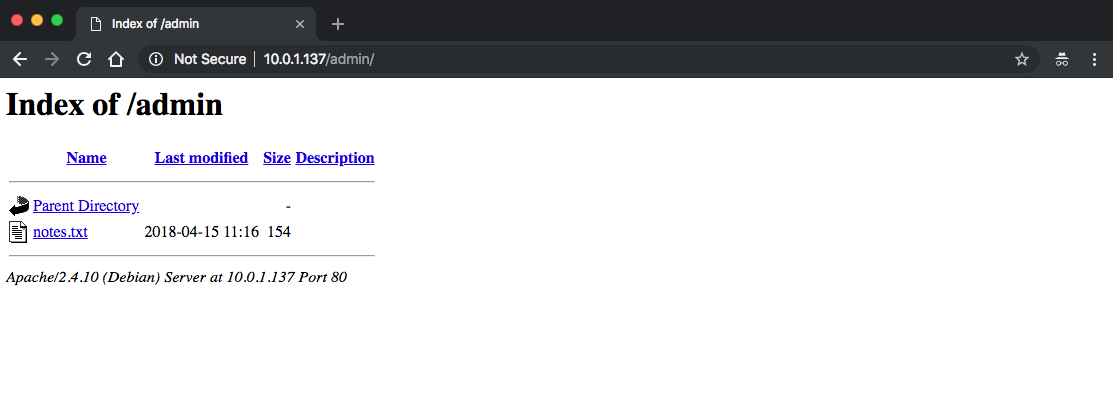 Index of /admin
Not Secure | 10.0.1.137/admin/
Index of /admin
Name Last modified Size Description
Parent Directory -
notes.txt 2018-04-15 11:16 154
Apache/2.4.10 (Debian) Server at 10.0.1.137 Port 80